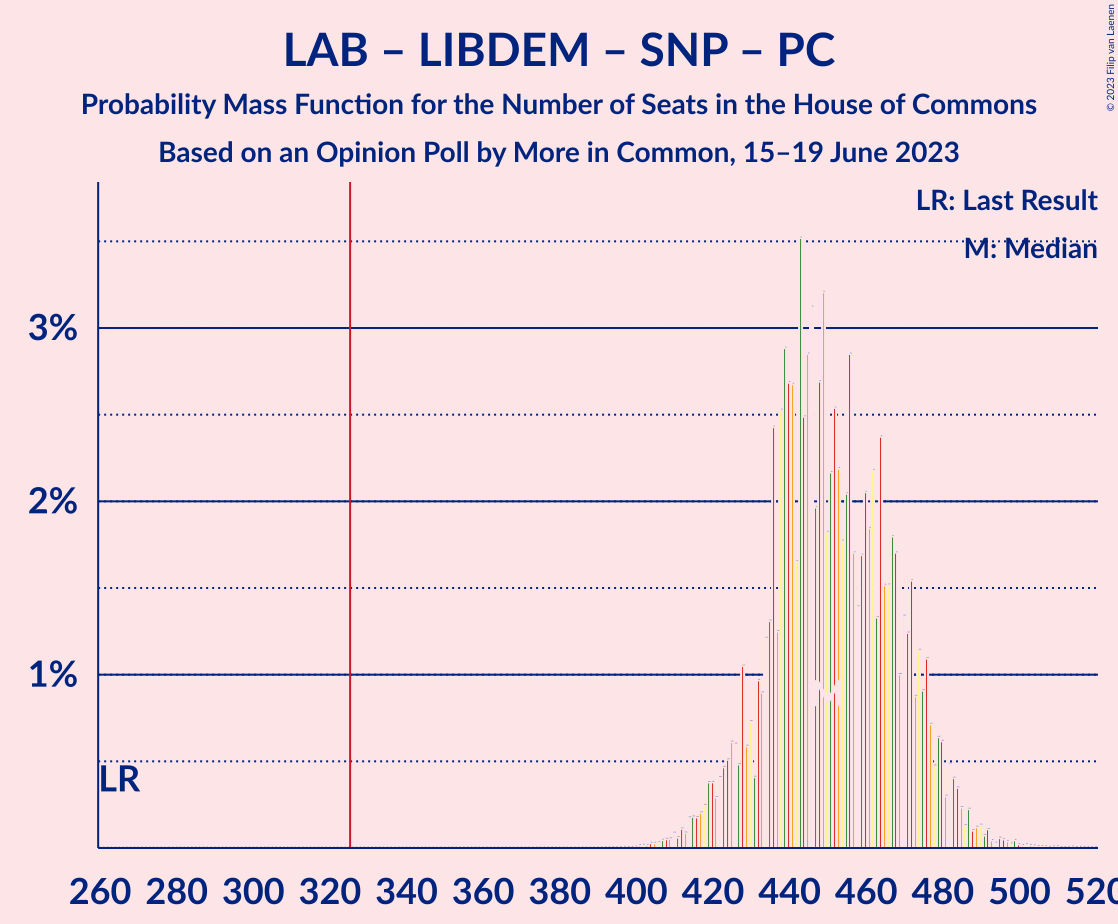 LAB – LIBDEM – SNP – PC
Probability Mass Function for the Number of Seats in the House of Commons
Based on an Opinion Poll by More in Common, 15–19 June 2023
© 2023 Filip van Laenen
LR: Last Result
M: Median
3%
2%
1%
LR
260 280 300 320 340 360 380 400 420 440 460 480 500 520